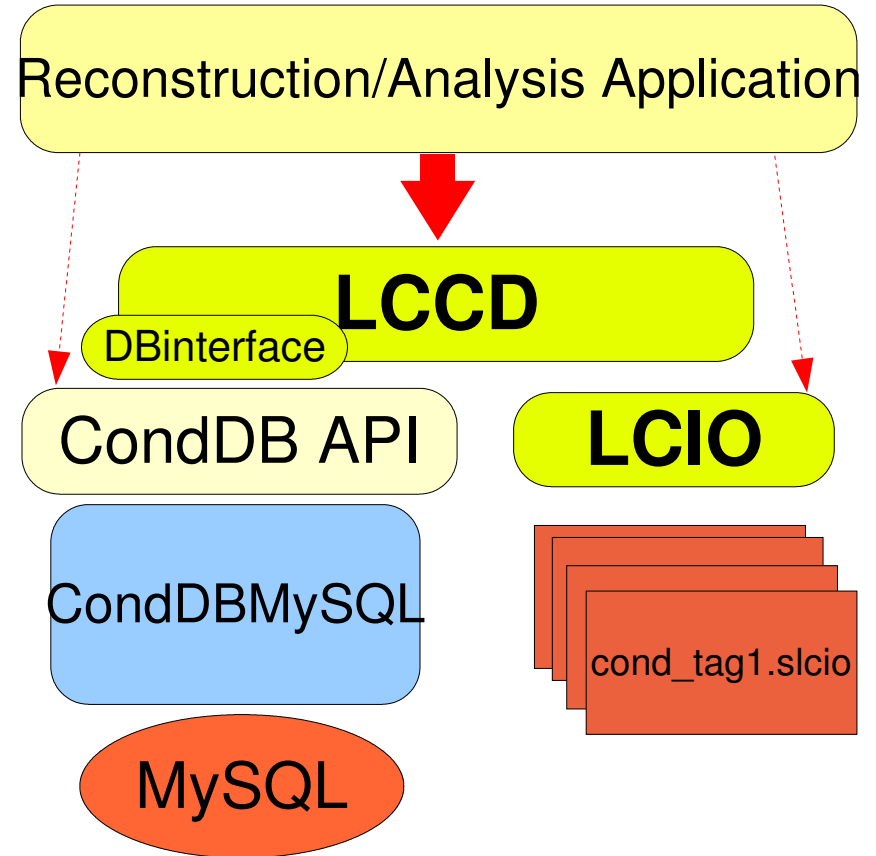 Reconstruction/Analysis Application
LCCD
DBinterface
CondDB API
LCIO
CondDBMySQL
cond_tag1.slcio
MySQL